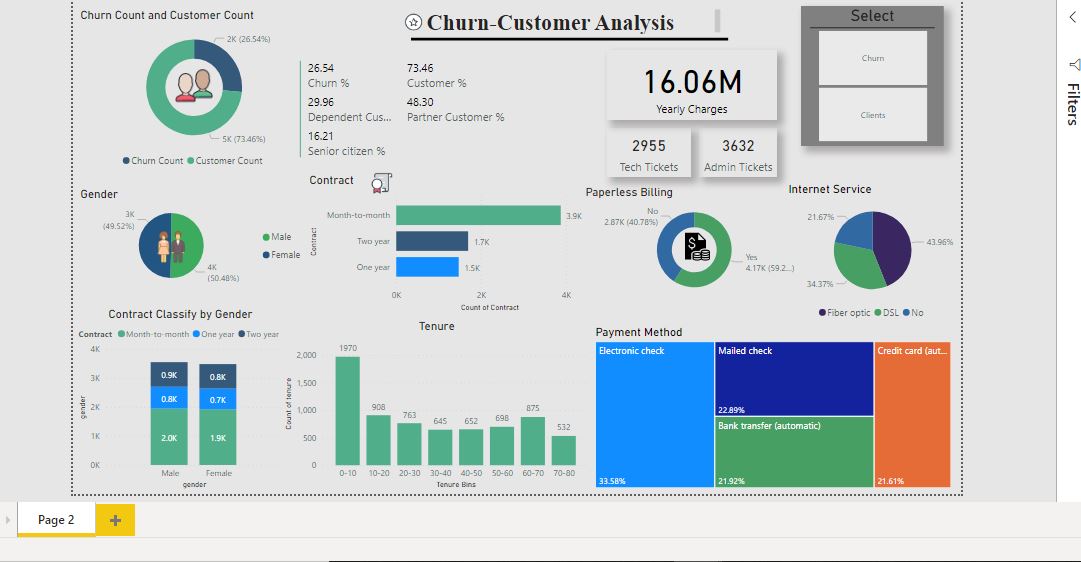 Churn Count and Customer Count
2K (26.54%)
5K (73.46%)
Churn Count Customer Count
Churn-Customer Analysis
26.54
Churn %
73.46
Customer %
29.96
Dependent Cus...
48.30
Partner Customer %
16.21
Senior citizen %
16.06M
Yearly Charges
2955
Tech Tickets
3632
Admin Tickets
Select
Churn
Clients
Filters
Gender
3K
(49.52%)
4K
(50.48%)
Male
Female
Contract
Contract
Month-to-month
3.9K
Two year
1.7K
One year
1.5K
0K 2K 4K
Count of Contract
Paperless Billing
No
2.87K (40.78%)
Yes
4.17K (59.2...)
Internet Service
21.67%
43.96%
34.37%
Fiber optic DSL No
Contract Classify by Gender
Contract Month-to-month One year Two year
gender
4K
3K
2K
1K
0K
0.9K
0.8K
2.0K
0.8K
0.7K
1.9K
Male Female
gender
Tenure
Count of tenure
2,000
1,500
1,000
500
0
1970
908
763
645
652
698
875
532
0-10 10-20 20-30 30-40 40-50 50-60 60-70 70-80
Tenure Bins
Payment Method
Electronic check
33.58%
Mailed check
22.89%
Bank transfer (automatic)
21.92%
Credit card (aut...
21.61%
Page 2